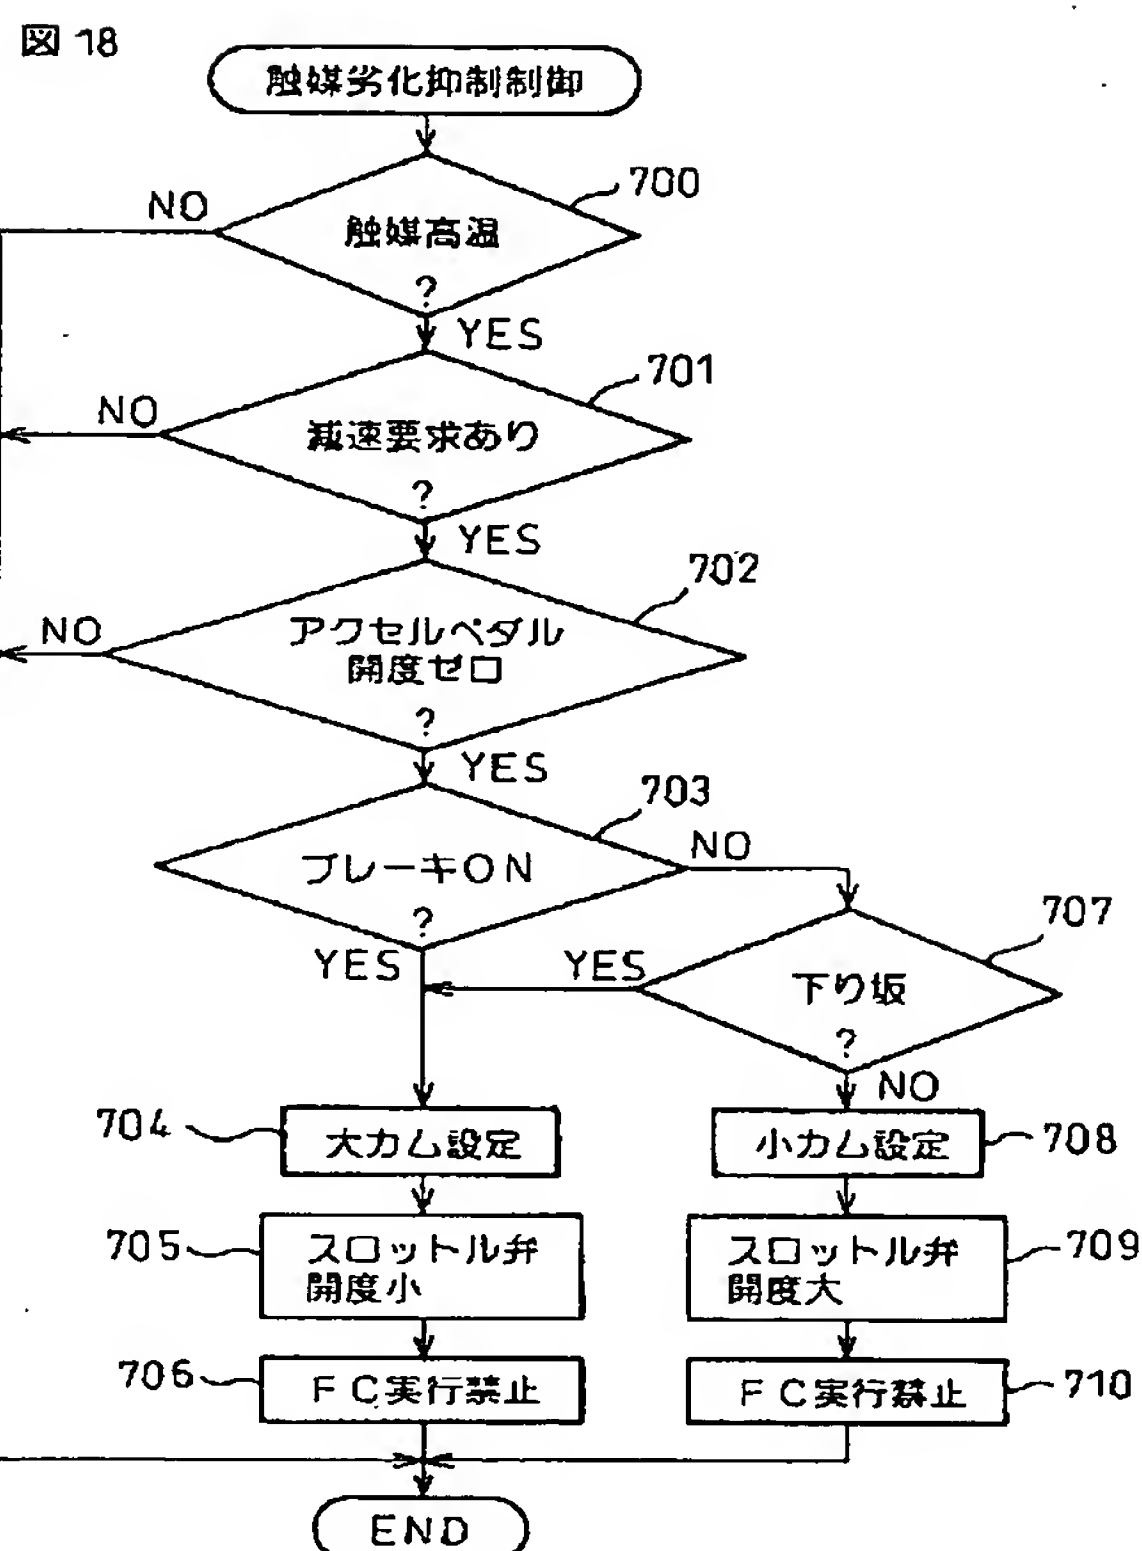 図18
触媒劣化抑制制御
700
NO
触媒高温
?
YES
701
NO
減速要求あり
?
YES
702
NO
アクセルペダル
開度ゼロ
?
YES
703
NO
ブレーキON
?
YES
707
YES
下り坂
?
NO
704
大カム設定
小カム設定
708
705
スロットル弁
開度小
スロットル弁
開度大
709
706
FC実行禁止
FC実行禁止
710
END